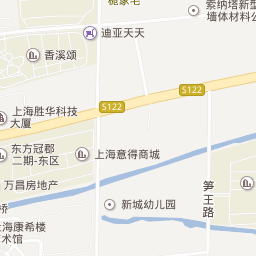 桅家宅
索纳塔新型
墙体材料公
迪亚天天
香溪颂
S122
S122
上海胜华科技
大厦
东方冠郡
二期-东区
上海意得商城
万昌房地产
笋王路
桥
新城幼儿园
上海康希楼
术馆